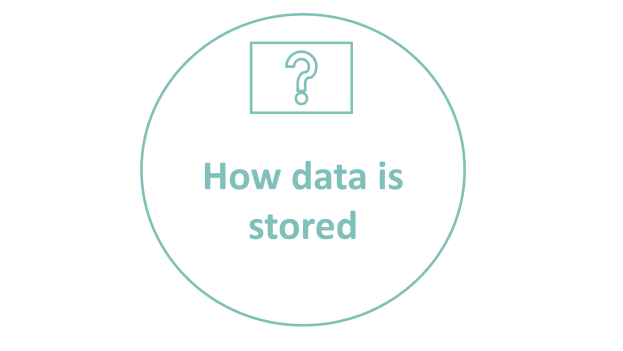 ?
How data is
stored